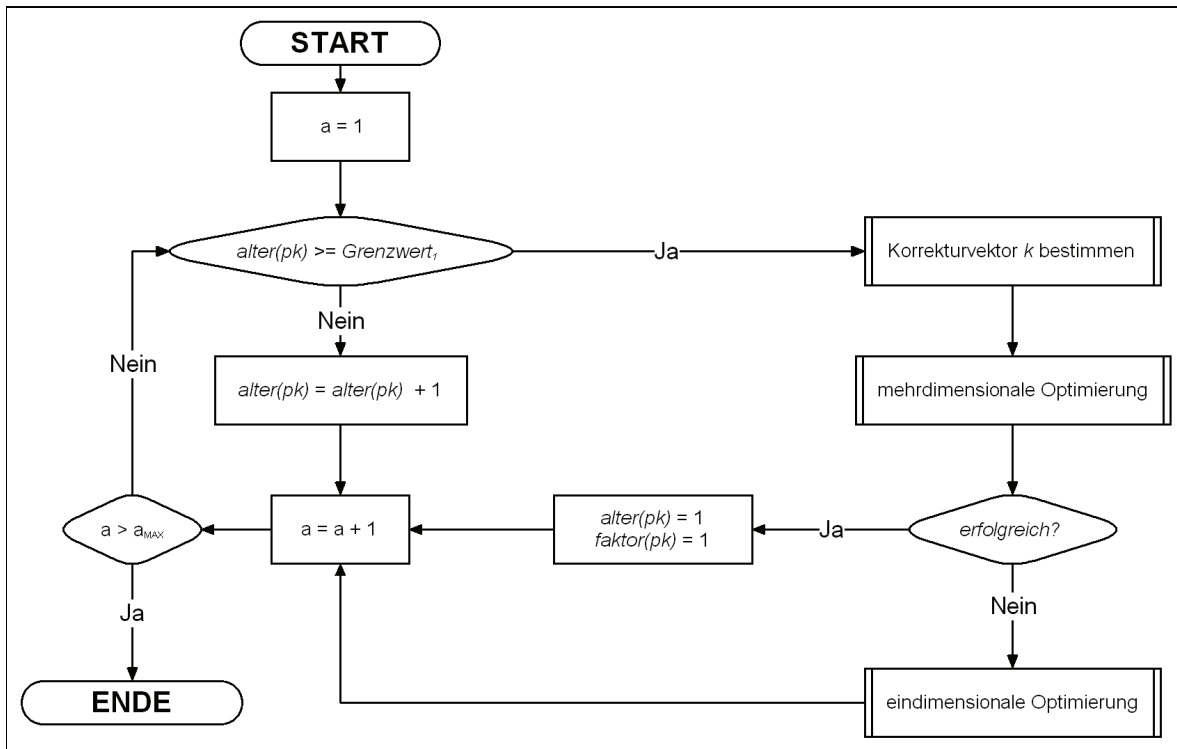 START
a = 1
alter(pk) >= Grenzwert₁
Ja
Korrekturvektor k bestimmen
Nein
Nein
alter(pk) = alter(pk) + 1
mehrdimensionale Optimierung
a > aMAX
a = a + 1
alter(pk) = 1
faktor(pk) = 1
Ja
erfolgreich?
Ja
Nein
ENDE
eindimensionale Optimierung